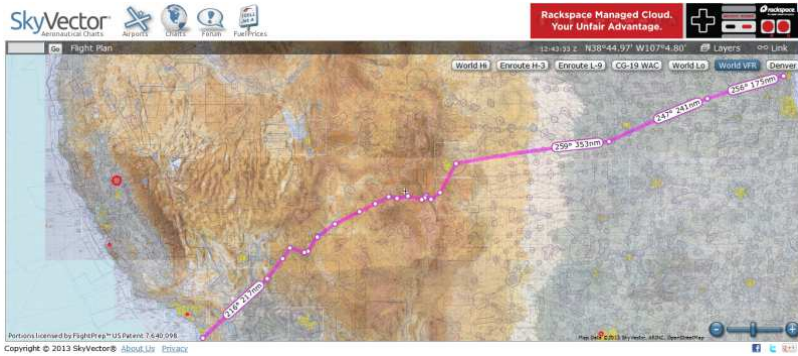 SkyVector
Aeronautical Charts
Airports
Charts
Forum
Fuel Prices
Rackspace Managed Cloud.
Your Unfair Advantage.
rackspace
Go Flight Plan
12:43:33 Z N38°44.97' W107°4.80' Layers Link
World Hi Enroute H-3 Enroute L-9 CG-19 WAC World Lo World VFR Denver
256° 175nm
247° 241nm
259° 353nm
216° 217nm
Portions licensed by FlightPrep™ US Patent 7,640,098
Map Data ©2013 SkyVector, ARINC, OpenStreetMap
Copyright © 2013 SkyVector® About Us Privacy